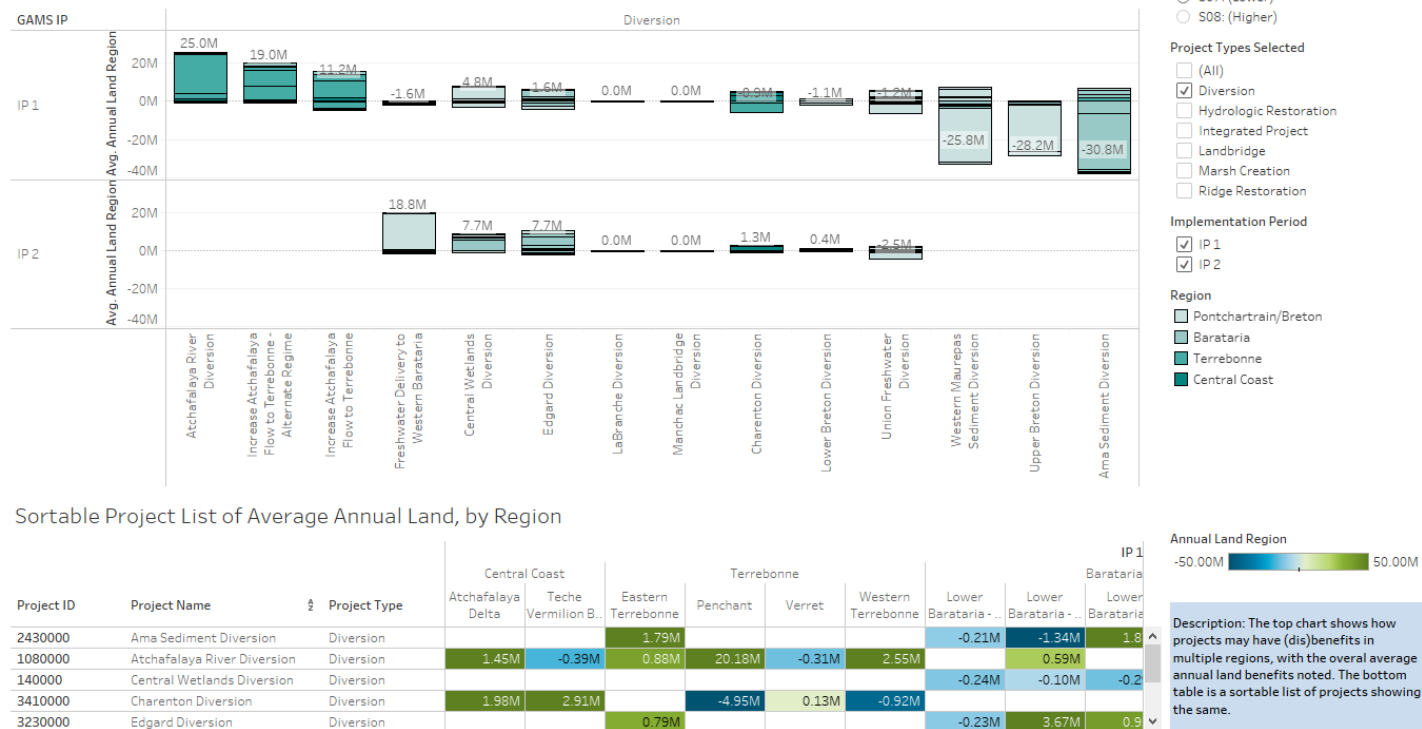 GAMS IP
Diversion
IP 1
Avg. Annual Land Region
20M
0M
-20M
-40M
25.0M
19.0M
11.2M
-1.6M
4.8M
1.6M
0.0M
0.0M
-0.9M
-1.1M
-1.2M
-25.8M
-28.2M
-30.8M
IP 2
Avg. Annual Land Region
20M
0M
-20M
-40M
18.8M
7.7M
7.7M
0.0M
0.0M
1.3M
0.4M
-2.5M
Atchafalaya River
Diversion
Increase Atchafalaya
Flow to Terrebonne -
Alternate Regime
Increase Atchafalaya
Flow to Terrebonne
Freshwater Delivery to
Western Barataria
Central Wetlands
Diversion
Edgard Diversion
LaBranche Diversion
Manchac Landbridge
Diversion
Charenton Diversion
Lower Breton Diversion
Union Freshwater
Diversion
Western Maurepas
Sediment Diversion
Upper Breton Diversion
Ama Sediment Diversion
S08: (Higher)
Project Types Selected
(All)
Diversion
Hydrologic Restoration
Integrated Project
Landbridge
Marsh Creation
Ridge Restoration
Implementation Period
IP 1
IP 2
Region
Pontchartrain/Breton
Barataria
Terrebonne
Central Coast
Sortable Project List of Average Annual Land, by Region
IP 1
Central Coast Terrebonne Barataria
Project ID Project Name Project Type
Atchafalaya
Delta
Teche
Vermilion B..
Eastern
Terrebonne
Penchant
Verret
Western
Terrebonne
Lower
Barataria - ..
Lower
Barataria - ..
Lower
Barataria
2430000 Ama Sediment Diversion Diversion 1.79M -0.21M -1.34M 1.8
1080000 Atchafalaya River Diversion Diversion 1.45M -0.39M 0.88M 20.18M -0.31M 2.55M 0.59M
140000 Central Wetlands Diversion Diversion -0.24M -0.10M -0.2
3410000 Charenton Diversion Diversion 1.98M 2.91M -4.95M 0.13M -0.92M
3230000 Edgard Diversion Diversion 0.79M -0.23M 3.67M 0.9
Annual Land Region
-50.00M 50.00M
Description: The top chart shows how
projects may have (dis)benefits in
multiple regions, with the overal average
annual land benefits noted. The bottom
table is a sortable list of projects showing
the same.